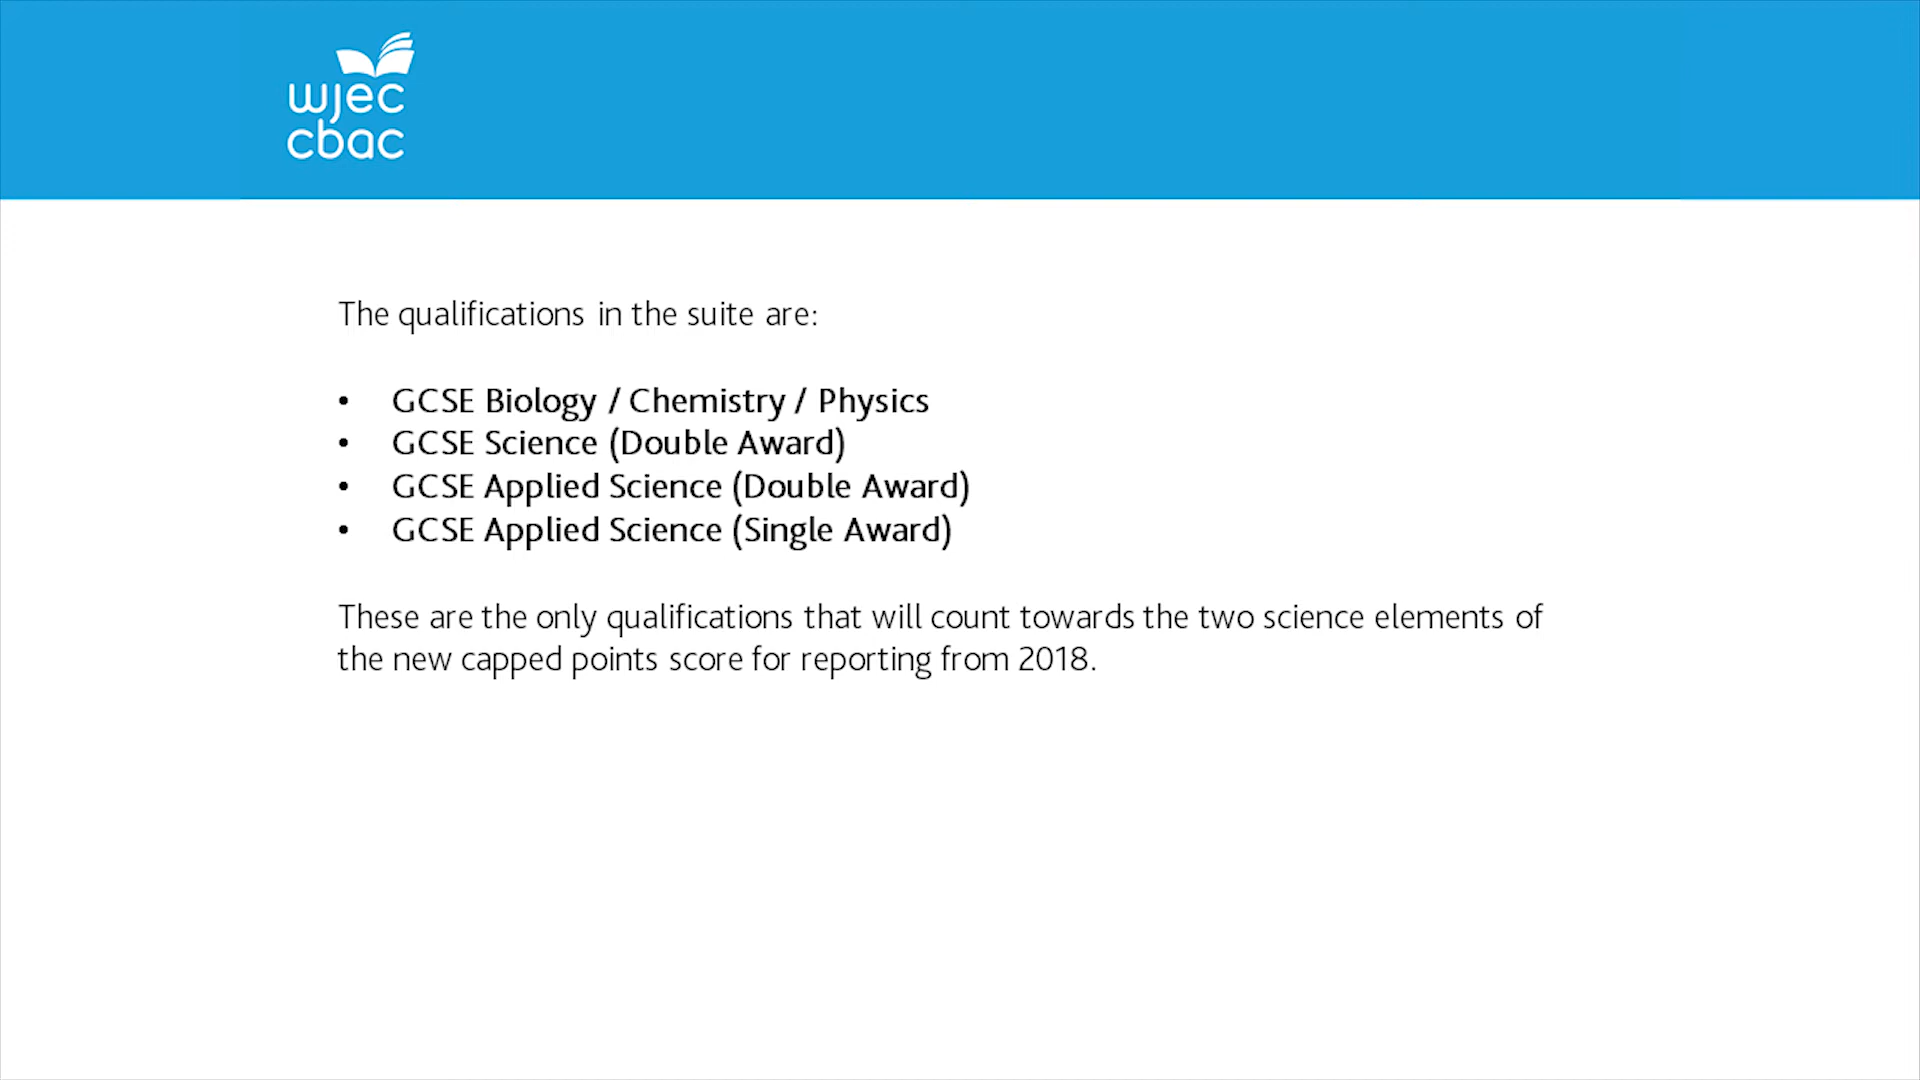 wjec
cbac
The qualifications in the suite are:
• GCSE Biology / Chemistry / Physics
• GCSE Science (Double Award)
• GCSE Applied Science (Double Award)
• GCSE Applied Science (Single Award)
These are the only qualifications that will count towards the two science elements of
the new capped points score for reporting from 2018.